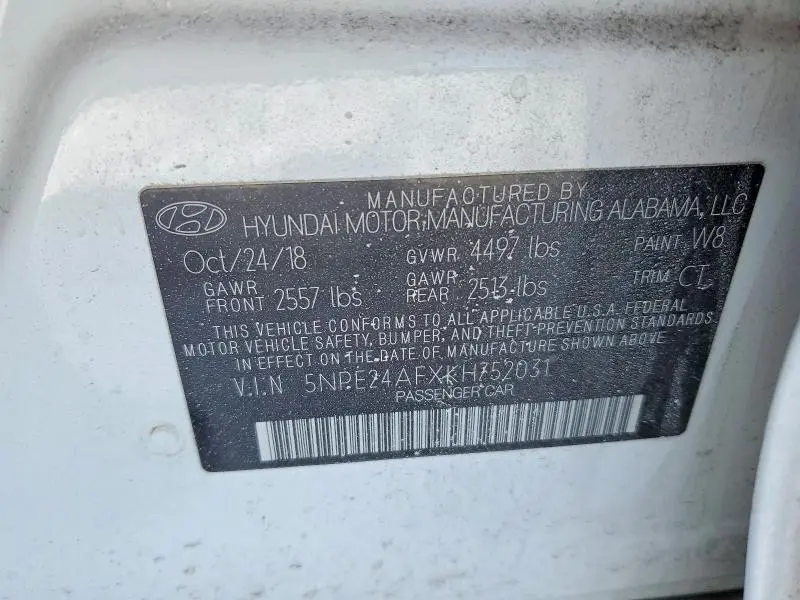 MANUFACTURED BY
HYUNDAI MOTOR MANUFACTURING ALABAMA, LLC
Oct/24/18 GVWR 4497 lbs PAINT W8
GAWR FRONT 2557 lbs GAWR REAR 2513 lbs TRIM CT
THIS VEHICLE CONFORMS TO ALL APPLICABLE U.S.A. FEDERAL
MOTOR VEHICLE SAFETY, BUMPER, AND THEFT PREVENTION STANDARDS
IN EFFECT ON THE DATE OF MANUFACTURE SHOWN ABOVE.
V.I.N 5NPE24AFXKH752031
PASSENGER CAR